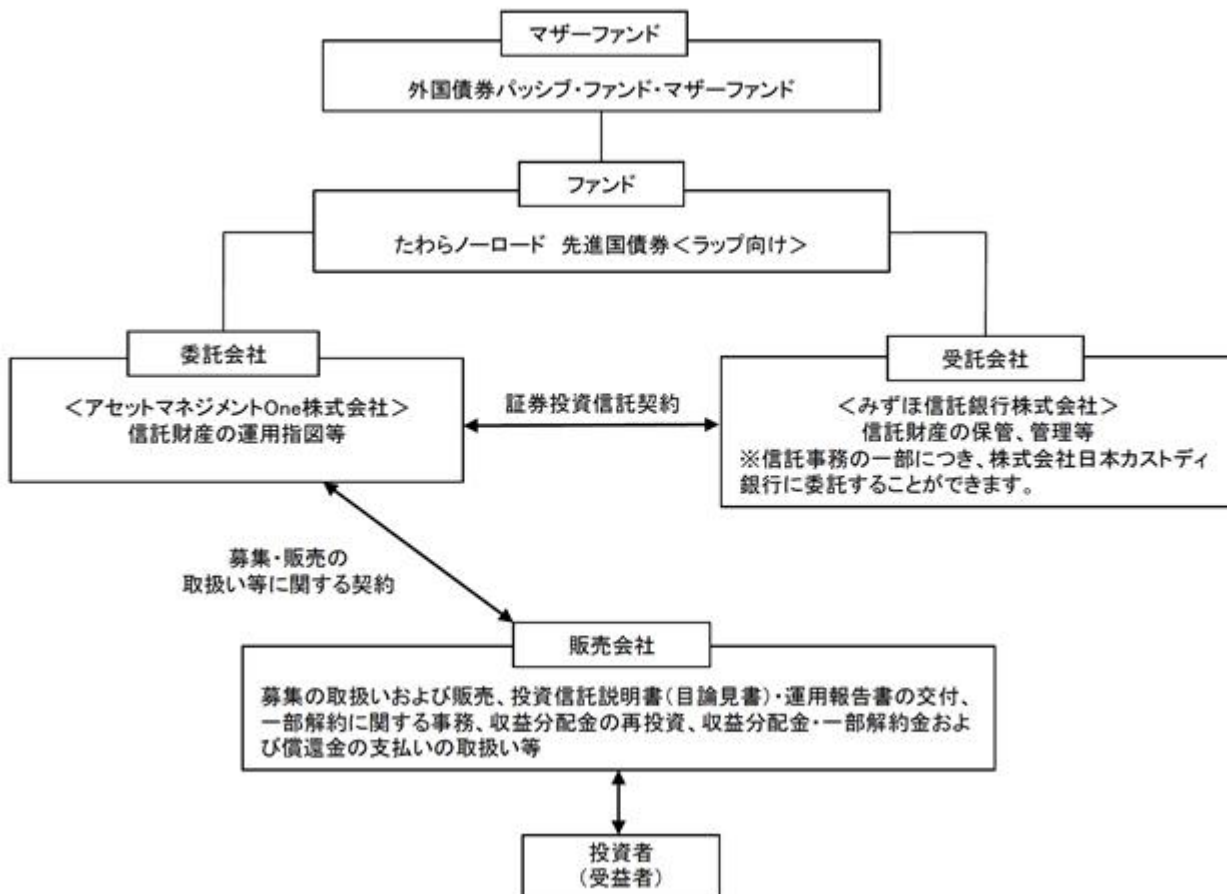 マザーファンド
外国債券パッシブ・ファンド・マザーファンド
ファンド
たわらノーロード 先進国債券<ラップ向け>
委託会社
<アセットマネジメントOne株式会社>
信託財産の運用指図等
証券投資信託契約
受託会社
<みずほ信託銀行株式会社>
信託財産の保管、管理等
※信託事務の一部につき、株式会社日本カストディ
銀行に委託することができます。
募集・販売の
取扱い等に関する契約
販売会社
募集の取扱いおよび販売、投資信託説明書(目論見書)・運用報告書の交付、
一部解約に関する事務、収益分配金の再投資、収益分配金・一部解約金およ
び償還金の支払いの取扱い等
投資者
(受益者)